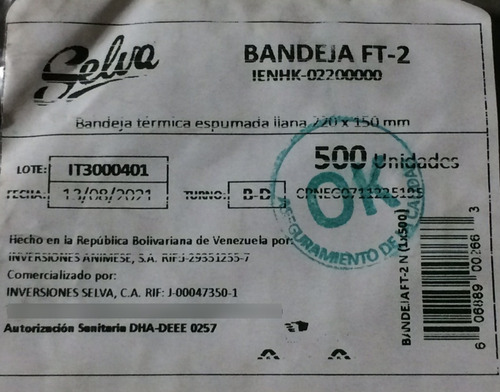 Selva
BANDEJA FT-2
IENHK-02200000
Bandeja térmica espumada llana 220 x 150 mm
500 Unidades
LOTE: IT3000401
FECHA: 13/08/2021 TURNO: B-D
OK
ASEGURAMIENTO DE LA CALIDAD
Hecho en la República Bolivariana de Venezuela por:
INVERSIONES ANIMESE, S.A. RIF:J-29351255-7
Comercializado por:
INVERSIONES SELVA, C.A. RIF: J-00047350-1
Autorización Sanitaria DHA-DEEE 0257
BANDEJA FT-2 N (1x500)
6 06889 00266 3